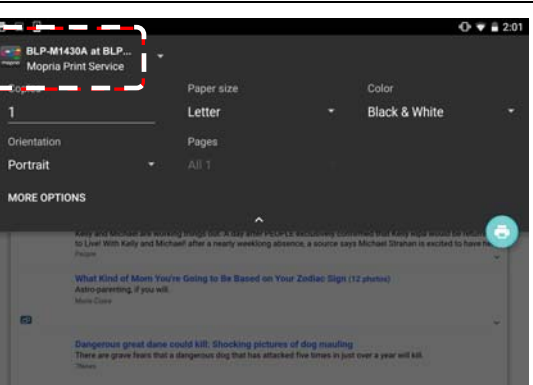 2:01
BLP-M1430A at BLP...
Mopria Print Service
mopria
Copies
Paper size
Color
1
Letter
Black & White
Orientation
Pages
Portrait
All 1
MORE OPTIONS
Kelly and Michael are working things out. A day after PEOPLE exclusively confirmed that Kelly Ripa would be
to Live! With Kelly and Michael! after a nearly weeklong absence, a source says Michael Strahan is excited to have
People
What Kind of Mom You're Going to Be Based on Your Zodiac Sign (12 photos)
Astro-parenting, if you will.
Dangerous great dane could kill: Shocking pictures of dog mauling
There are grave fears that a dangerous dog that has attacked five times in just over a year will kill.